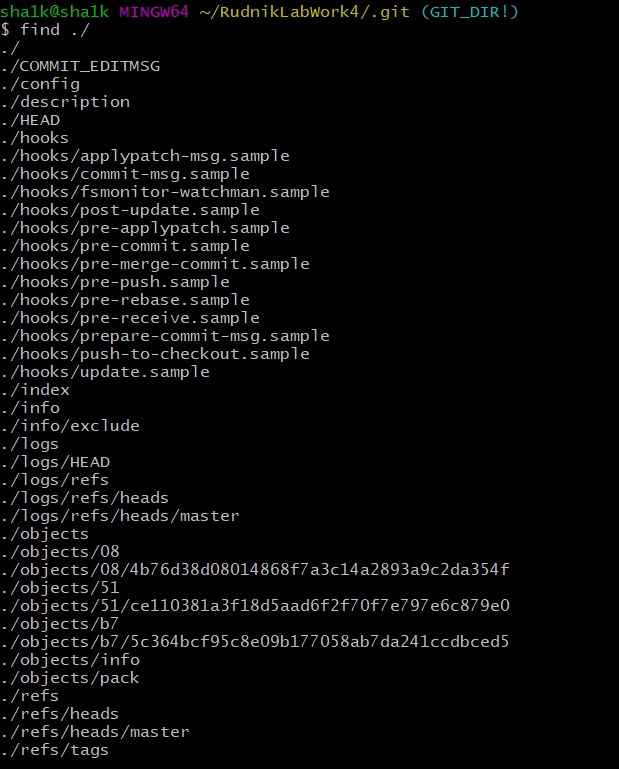 shalk@shalk MINGW64 ~/RudnikLabWork4/.git (GIT_DIR!)
$ find ./
./
./COMMIT_EDITMSG
./config
./description
./HEAD
./hooks
./hooks/applypatch-msg.sample
./hooks/commit-msg.sample
./hooks/fsmonitor-watchman.sample
./hooks/post-update.sample
./hooks/pre-applypatch.sample
./hooks/pre-commit.sample
./hooks/pre-merge-commit.sample
./hooks/pre-push.sample
./hooks/pre-rebase.sample
./hooks/pre-receive.sample
./hooks/prepare-commit-msg.sample
./hooks/push-to-checkout.sample
./hooks/update.sample
./index
./info
./info/exclude
./logs
./logs/HEAD
./logs/refs
./logs/refs/heads
./logs/refs/heads/master
./objects
./objects/08
./objects/08/4b76d38d08014868f7a3c14a2893a9c2da354f
./objects/51
./objects/51/ce110381a3f18d5aad6f2f70f7e797e6c879e0
./objects/b7
./objects/b7/5c364bcf95c8e09b177058ab7da241ccdbced5
./objects/info
./objects/pack
./refs
./refs/heads
./refs/heads/master
./refs/tags